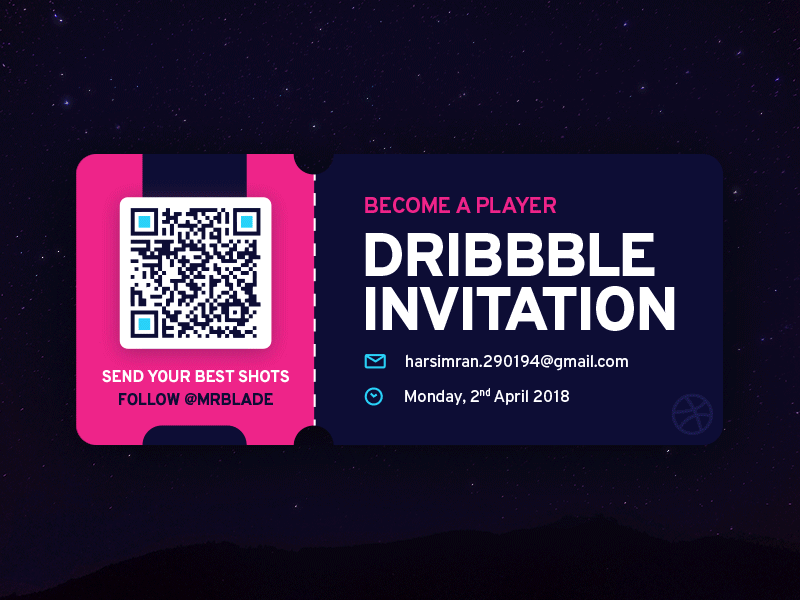 SEND YOUR BEST SHOTS
FOLLOW @MRBLADE
BECOME A PLAYER
DRIBBBLE
INVITATION
harsimran.290194@gmail.com
Monday, 2nd April 2018